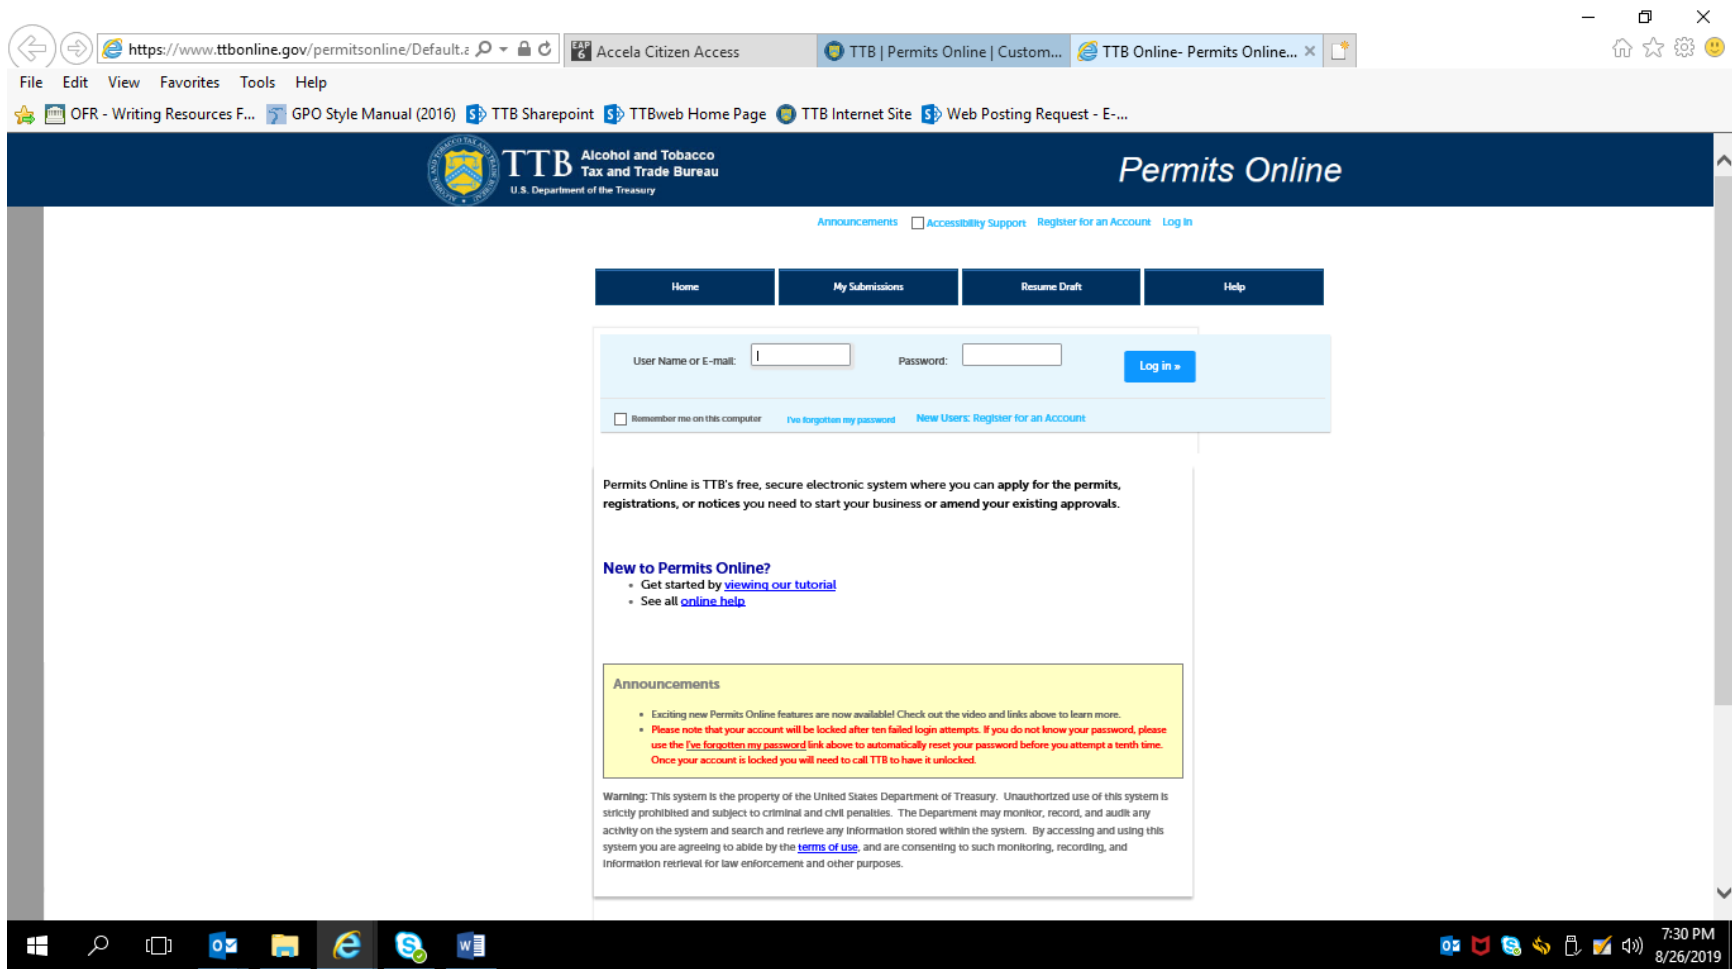 https://www.ttbonline.gov/permitsonline/Default.a
Accela Citizen Access
TTB | Permits Online | Custom...
TTB Online- Permits Online...
File Edit View Favorites Tools Help
OFR - Writing Resources F... GPO Style Manual (2016) TTB Sharepoint TTBweb Home Page TTB Internet Site Web Posting Request - E-...
TTB Alcohol and Tobacco
Tax and Trade Bureau
U.S. Department of the Treasury
Permits Online
Announcements Accessibility Support Register for an Account Log In
Home My Submissions Resume Draft Help
User Name or E-mail: Password: Log in »
Remember me on this computer I've forgotten my password New Users: Register for an Account
Permits Online is TTB's free, secure electronic system where you can apply for the permits,
registrations, or notices you need to start your business or amend your existing approvals.
New to Permits Online?
Get started by viewing our tutorial
See all online help
Announcements
Exciting new Permits Online features are now available! Check out the video and links above to learn more.
Please note that your account will be locked after ten failed login attempts. If you do not know your password, please
use the I've forgotten my password link above to automatically reset your password before you attempt a tenth time.
Once your account is locked you will need to call TTB to have it unlocked.
Warning: This system is the property of the United States Department of Treasury. Unauthorized use of this system is
strictly prohibited and subject to criminal and civil penalties. The Department may monitor, record, and audit any
activity on the system and search and retrieve any information stored within the system. By accessing and using this
system you are agreeing to abide by the terms of use, and are consenting to such monitoring, recording, and
information retrieval for law enforcement and other purposes.
7:30 PM
8/26/2019